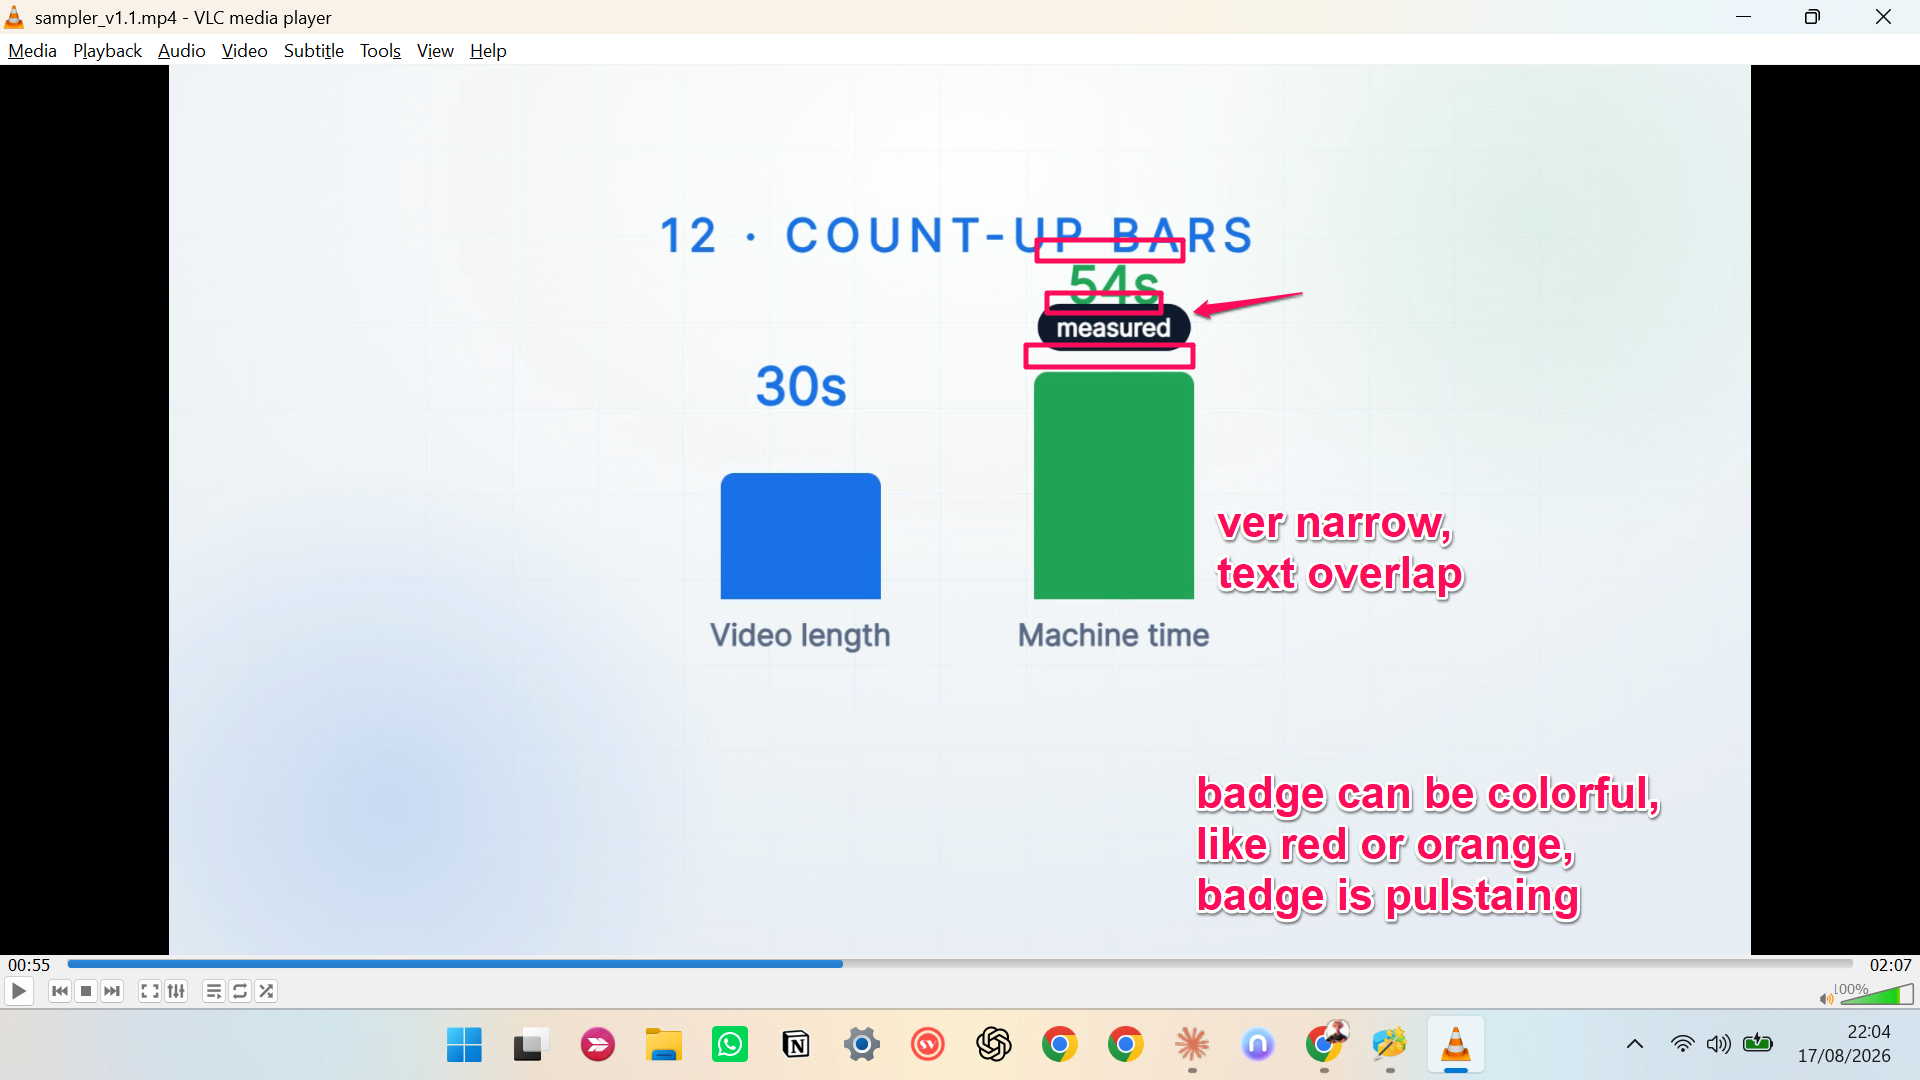 sampler_v1.1.mp4 - VLC media player
Media Playback Audio Video Subtitle Tools View Help
12 · COUNT-UP BARS
54s
measured
30s
ver narrow,
text overlap
Video length
Machine time
badge can be colorful,
like red or orange,
badge is pulstaing
00:55
02:07
100%
22:04
17/08/2026